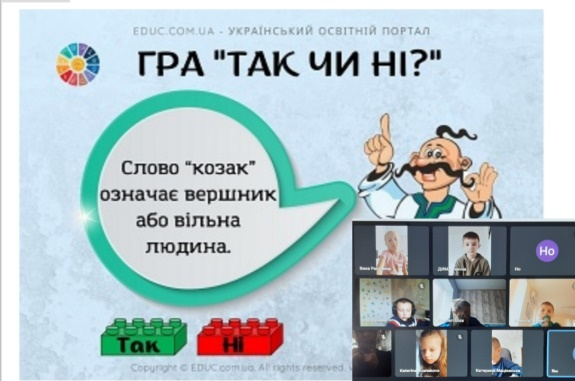 EDUC.COM.UA - УКРАЇНСЬКИЙ ОСВІТНІЙ ПОРТАЛ
ГРА "ТАК ЧИ НІ?"
Слово “козак”
означає вершник
або вільна
людина.
Но
Так
Ні
Copyright © EDUC.com.ua. All rights reserved.